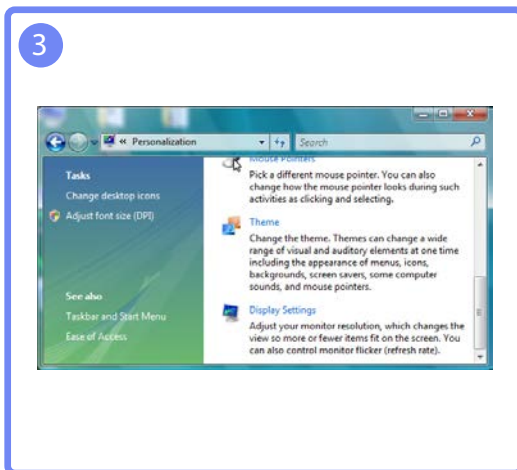 3
« Personalization
Search
Tasks
Change desktop icons
Adjust font size (DPI)
See also
Taskbar and Start Menu
Ease of Access
Mouse Pointers
Pick a different mouse pointer. You can also
change how the mouse pointer looks during such
activities as clicking and selecting.
Theme
Change the theme. Themes can change a wide
range of visual and auditory elements at one time
including the appearance of menus, icons,
backgrounds, screen savers, some computer
sounds, and mouse pointers.
Display Settings
Adjust your monitor resolution, which changes the
view so more or fewer items fit on the screen. You
can also control monitor flicker (refresh rate).